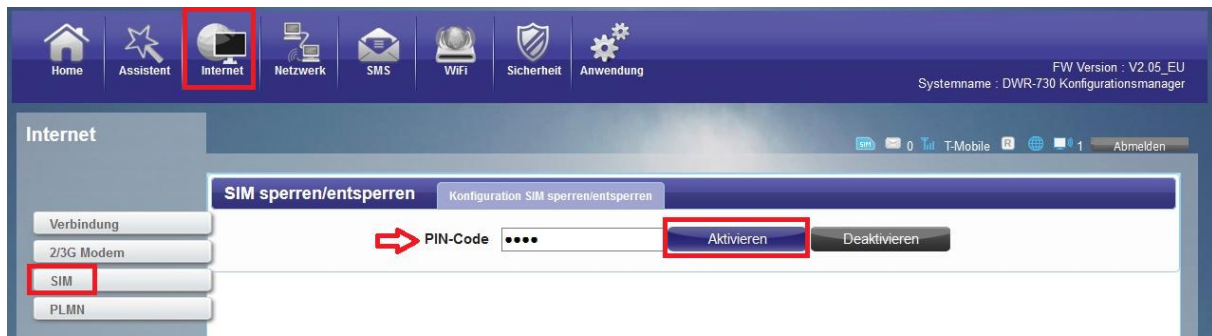 Home Assistent Internet Netzwerk SMS WiFi Sicherheit Anwendung
FW Version : V2.05_EU
Systemname : DWR-730 Konfigurationsmanager
Internet
SIM 0 T-Mobile R 1 Abmelden
SIM sperren/entsperren Konfiguration SIM sperren/entsperren
Verbindung
PIN-Code •••• Aktivieren Deaktivieren
2/3G Modem
SIM
PLMN